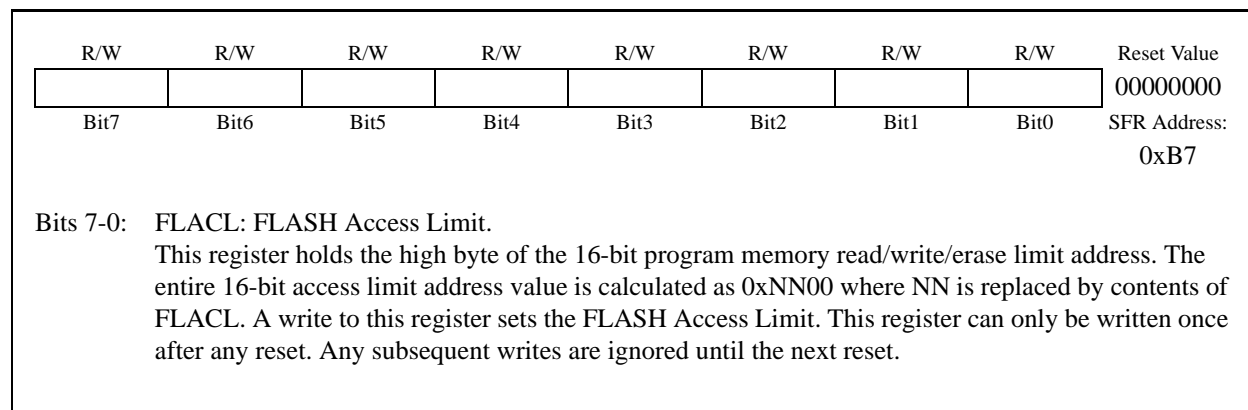 R/W R/W R/W R/W R/W R/W R/W R/W Reset Value
00000000
Bit7 Bit6 Bit5 Bit4 Bit3 Bit2 Bit1 Bit0 SFR Address:
0xB7
Bits 7-0: FLACL: FLASH Access Limit.
This register holds the high byte of the 16-bit program memory read/write/erase limit address. The
entire 16-bit access limit address value is calculated as 0xNN00 where NN is replaced by contents of
FLACL. A write to this register sets the FLASH Access Limit. This register can only be written once
after any reset. Any subsequent writes are ignored until the next reset.